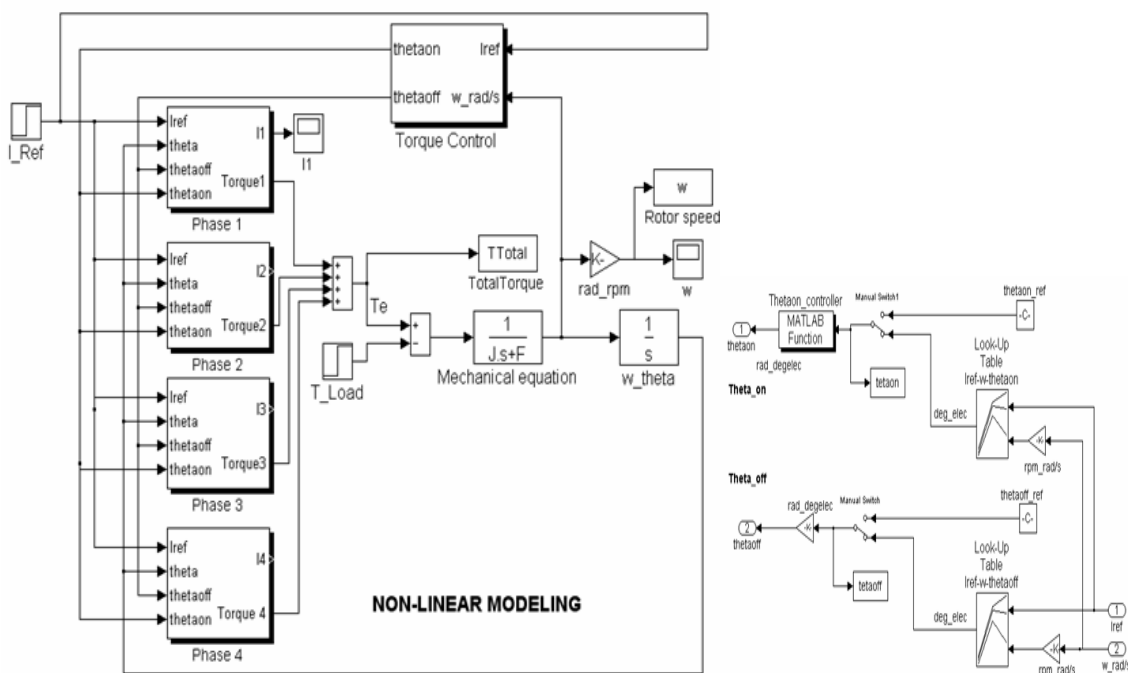 thetaon
Iref
thetaoff
w_rad/s
Torque Control
I_Ref
Iref
theta
thetaoff
thetaon
I1
Torque1
Phase 1
I1
Iref
theta
thetaoff
thetaon
I2
Torque2
Phase 2
Iref
theta
thetaoff
thetaon
I3
Torque3
Phase 3
Iref
theta
thetaoff
thetaon
I4
Torque 4
Phase 4
+
+
+
+
Te
TTotal
TotalTorque
T_Load
+
−
1
J.s+F
Mechanical equation
1
s
w_theta
K-
rad_rpm
w
Rotor speed
w
NON-LINEAR MODELING
Thetaon_controller
MATLAB
Function
1
thetaon
rad_degelec
Manual Switch1
thetaon_ref
-C-
tetaon
Theta_on
Look-Up
Table
Iref-w-thetaon
deg_elec
-K-
rpm_rad/s
Theta_off
rad_degelec
-K-
2
thetaoff
Manual Switch
thetaoff_ref
-C-
tetaoff
Look-Up
Table
Iref-w-thetaoff
deg_elec
-K
rpm_rad/s
1
Iref
2
w_rad/s